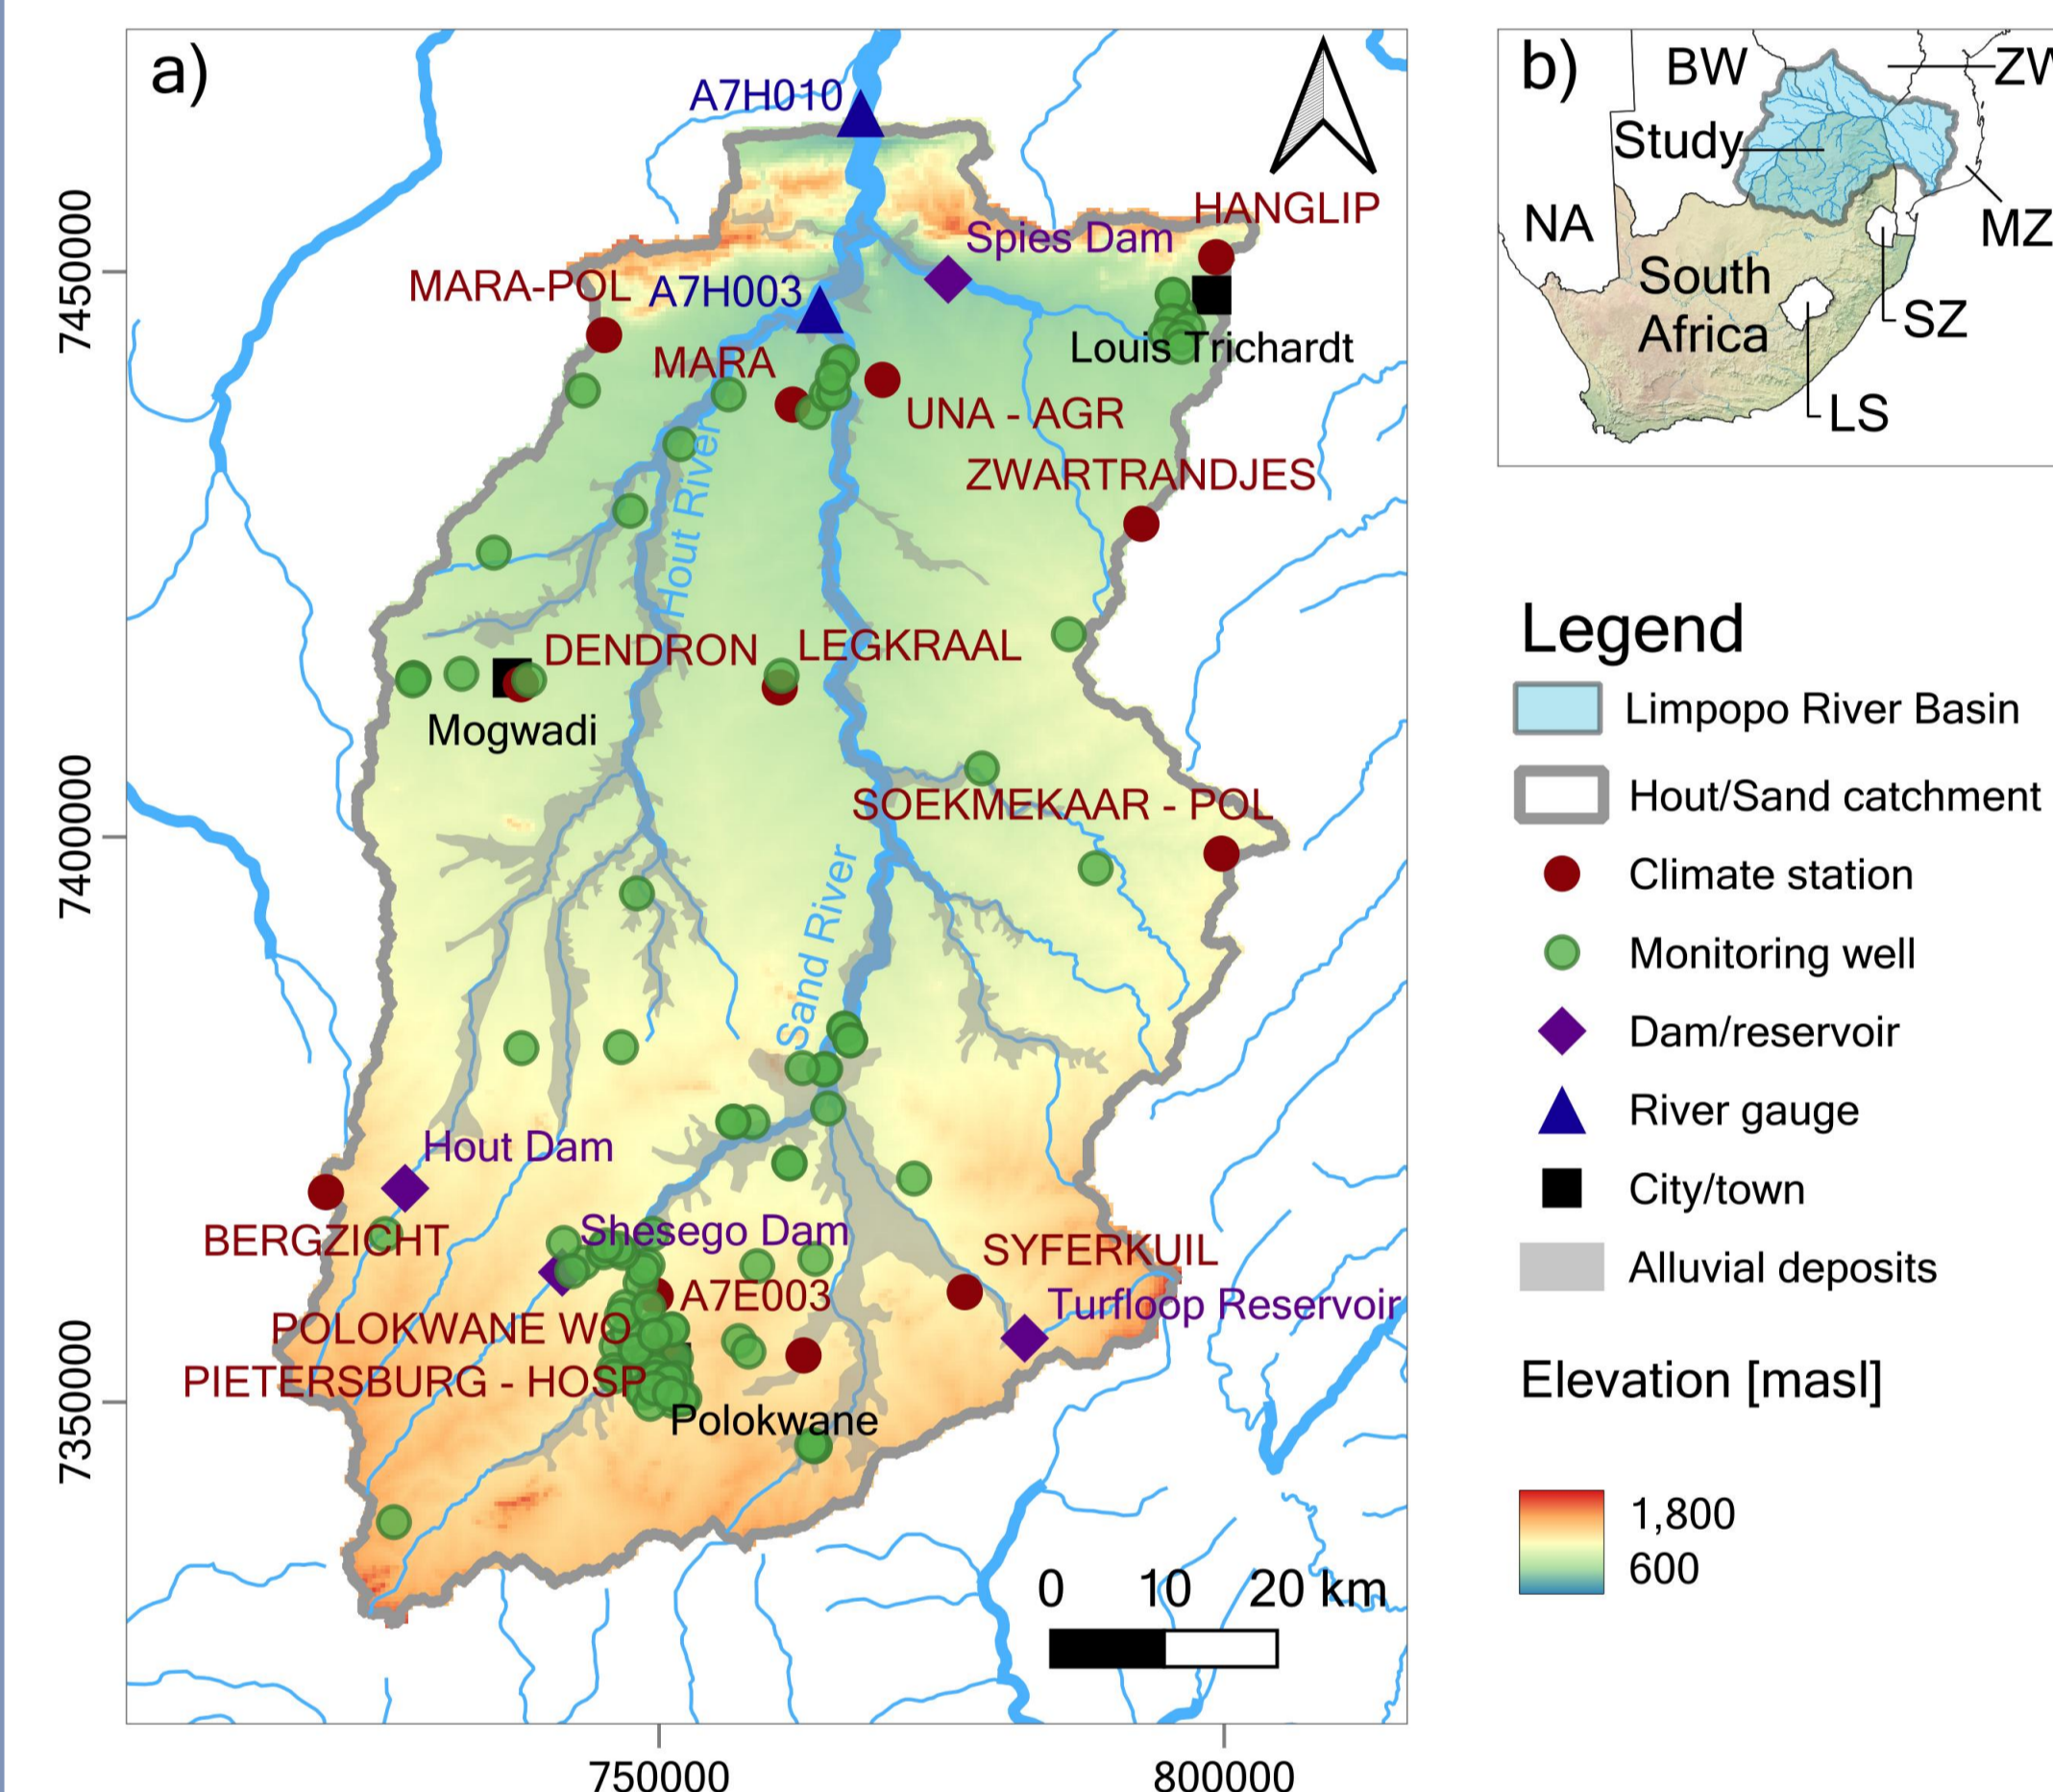 a)
A7H010
HANGLIP
Spies Dam
MARA-POL
A7H003
Louis Trichardt
MARA
UNA - AGR
ZWARTRANDJES
Hout River
DENDRON
LEGKRAAL
Mogwadi
SOEKMEKAAR - POL
Sand River
Hout Dam
BERGZICHT
Shesego Dam
SYFERKUIL
A7E003
Turfloop Reservoir
POLOKWANE WO
PIETERSBURG - HOSP
Polokwane
0 10 20 km
7450000
7400000
7350000
750000
800000
b)
BW
ZW
Study
NA
MZ
South
Africa
SZ
LS
Legend
Limpopo River Basin
Hout/Sand catchment
Climate station
Monitoring well
Dam/reservoir
River gauge
City/town
Alluvial deposits
Elevation [masl]
1,800
600